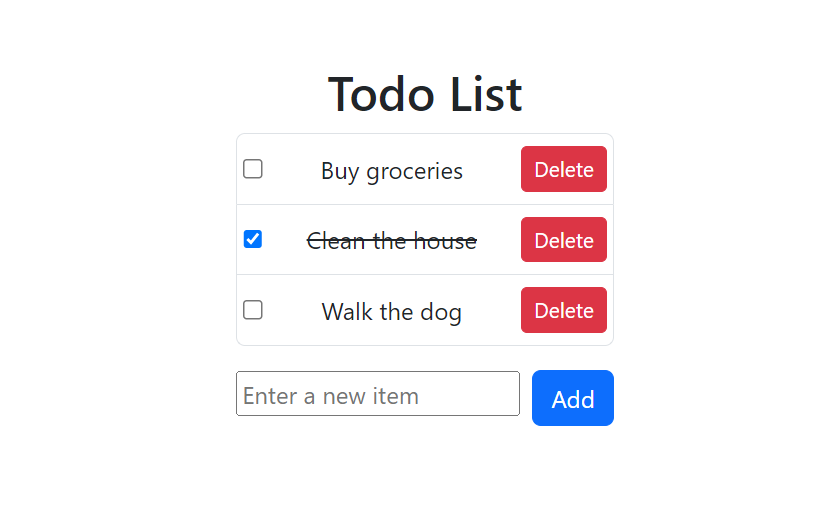 Todo List
Buy groceries Delete
Clean the house Delete
Walk the dog Delete
Enter a new item Add